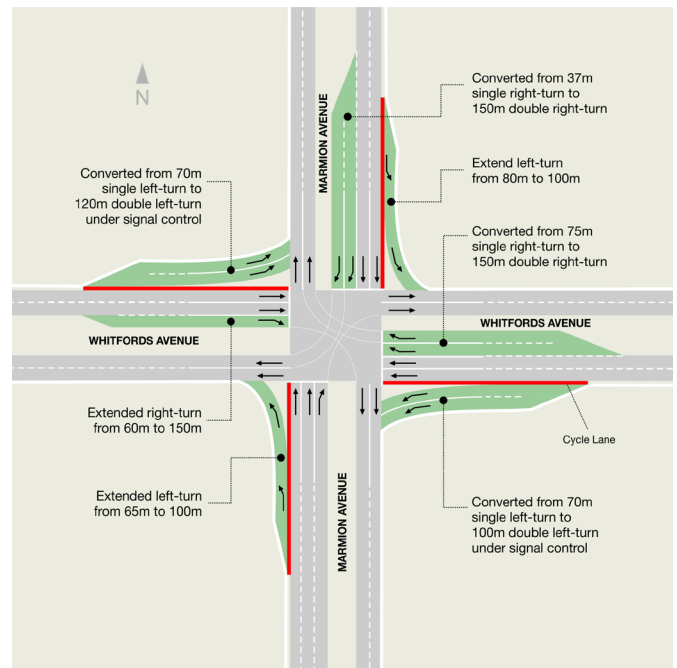 Converted from 37m
single right-turn to
150m double right-turn
N
MARMION AVENUE
Extend left-turn
from 80m to 100m
Converted from 70m
single left-turn to
120m double left-turn
under signal control
Converted from 75m
single right-turn to
150m double right-turn
WHITFORDS AVENUE
WHITFORDS AVENUE
Extended right-turn
from 60m to 150m
Cycle Lane
Extended left-turn
from 65m to 100m
MARMION AVENUE
Converted from 70m
single left-turn to
100m double left-turn
under signal control